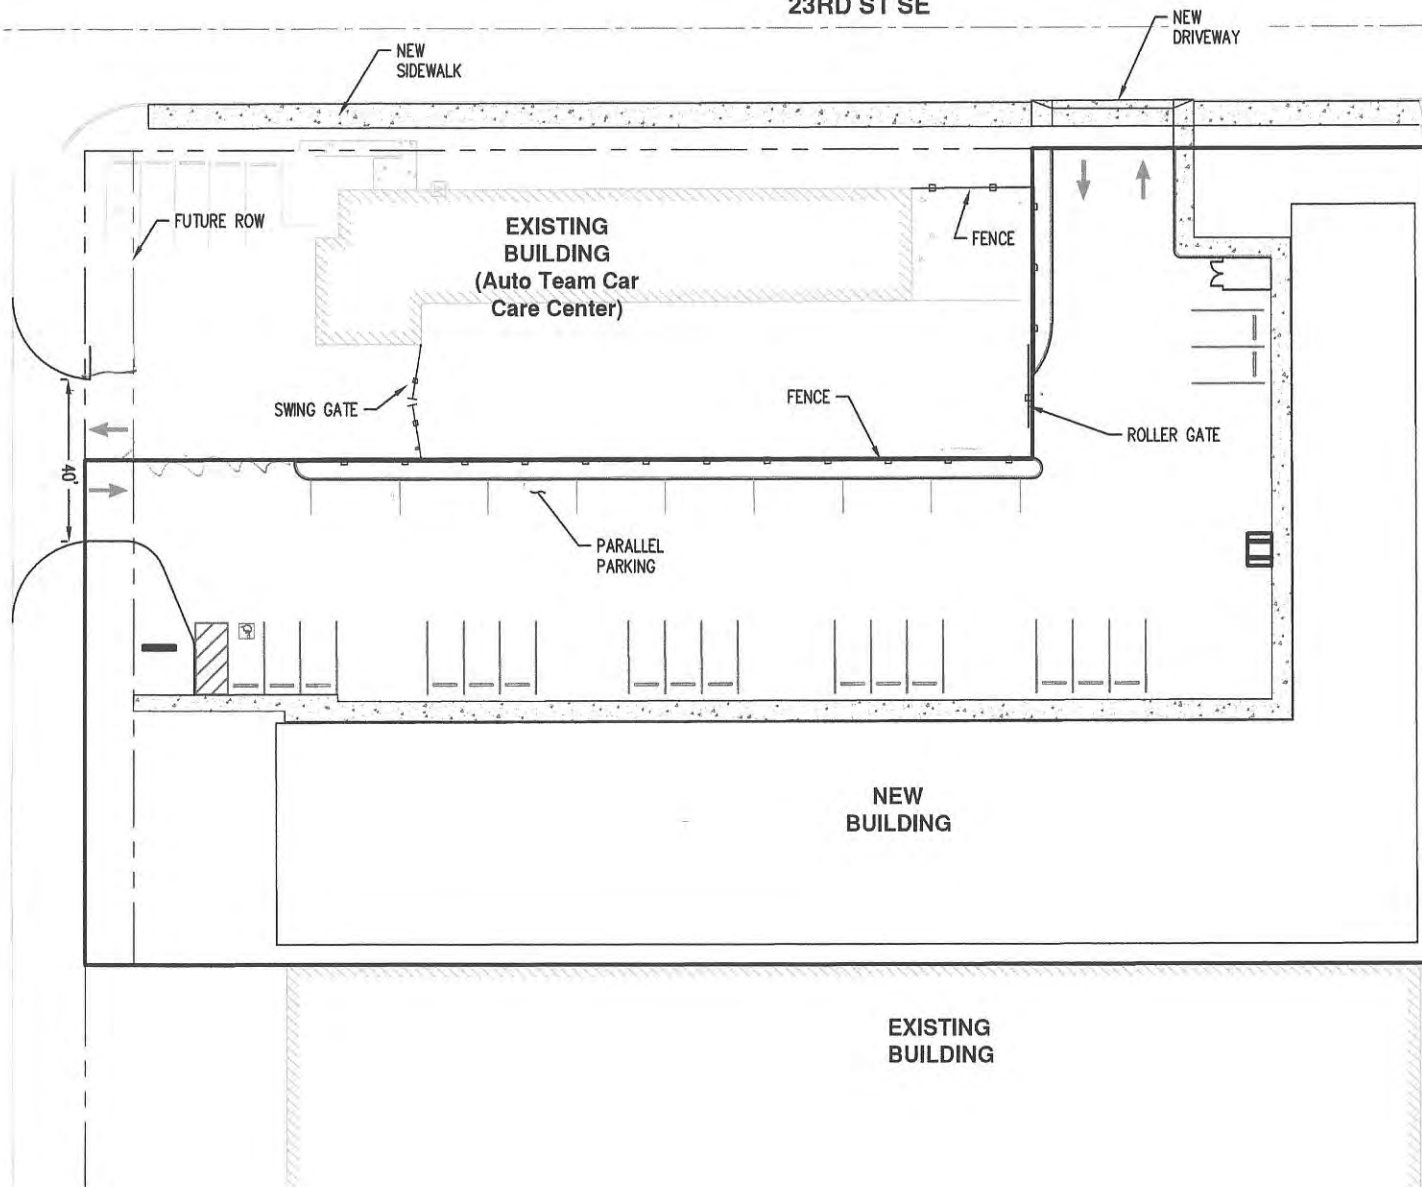 23RD ST SE
NEW
DRIVEWAY
NEW
SIDEWALK
FUTURE ROW
EXISTING
BUILDING
(Auto Team Car
Care Center)
FENCE
SWING GATE
FENCE
ROLLER GATE
40'
PARALLEL
PARKING
NEW
BUILDING
EXISTING
BUILDING